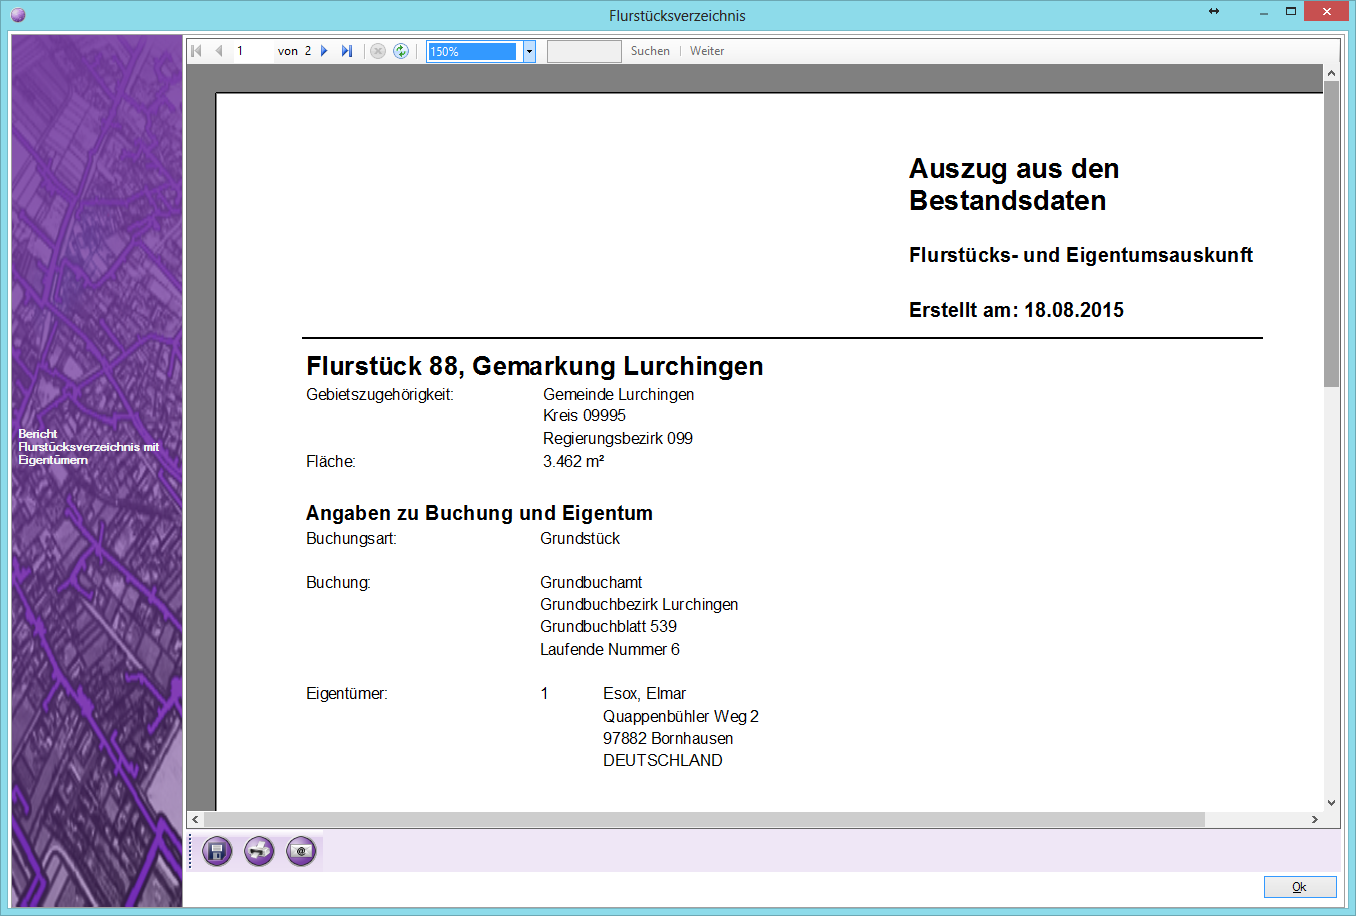 Flurstücksverzeichnis
1 von 2 150% Suchen Weiter
Auszug aus den
Bestandsdaten
Flurstücks- und Eigentumsauskunft
Erstellt am: 18.08.2015
Flurstück 88, Gemarkung Lurchingen
Gebietszugehörigkeit: Gemeinde Lurchingen
Kreis 09995
Regierungsbezirk 099
Fläche: 3.462 m²
Angaben zu Buchung und Eigentum
Buchungsart: Grundstück
Buchung: Grundbuchamt
Grundbuchbezirk Lurchingen
Grundbuchblatt 539
Laufende Nummer 6
Eigentümer: 1 Esox, Elmar
Quappenbühler Weg 2
97882 Bornhausen
DEUTSCHLAND
Bericht
Flurstücksverzeichnis mit
Eigentümern
Ok